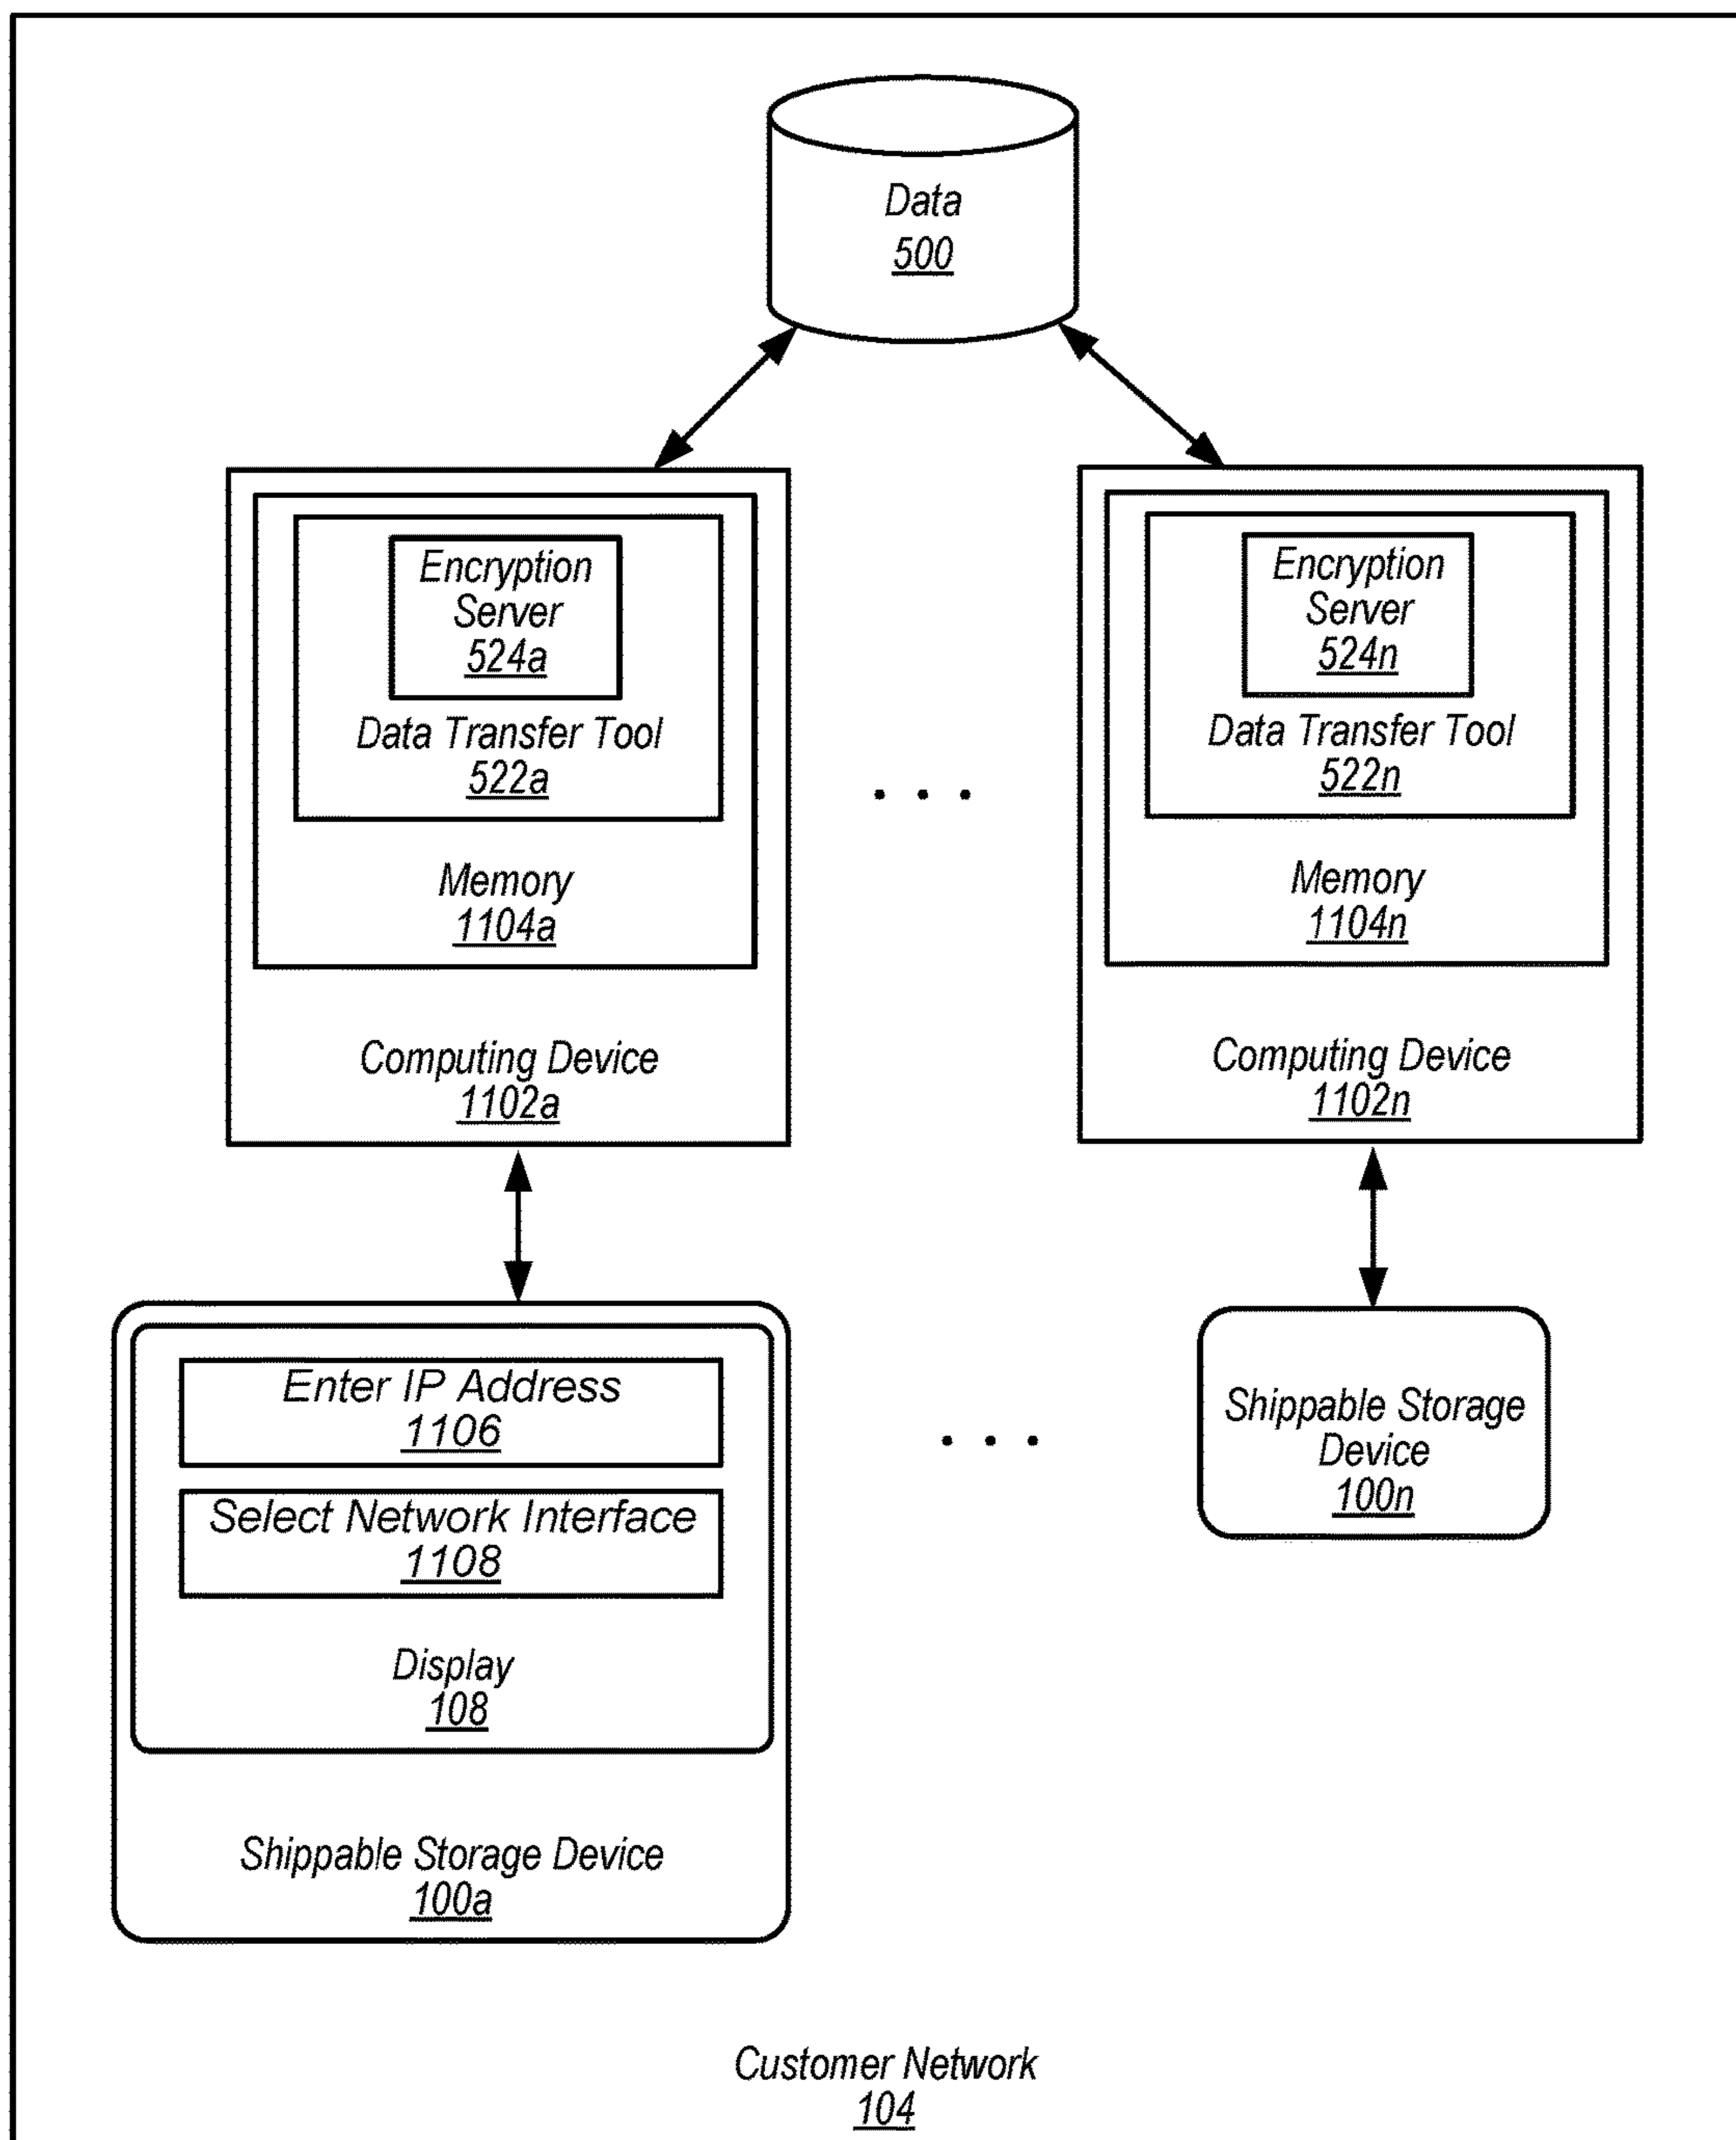 Data
500
Encryption
Server
524a
Data Transfer Tool
522a
Memory
1104a
Computing Device
1102a
. . .
Encryption
Server
524n
Data Transfer Tool
522n
Memory
1104n
Computing Device
1102n
Enter IP Address
1106
Select Network Interface
1108
Display
108
Shippable Storage Device
100a
. . .
Shippable Storage
Device
100n
Customer Network
104